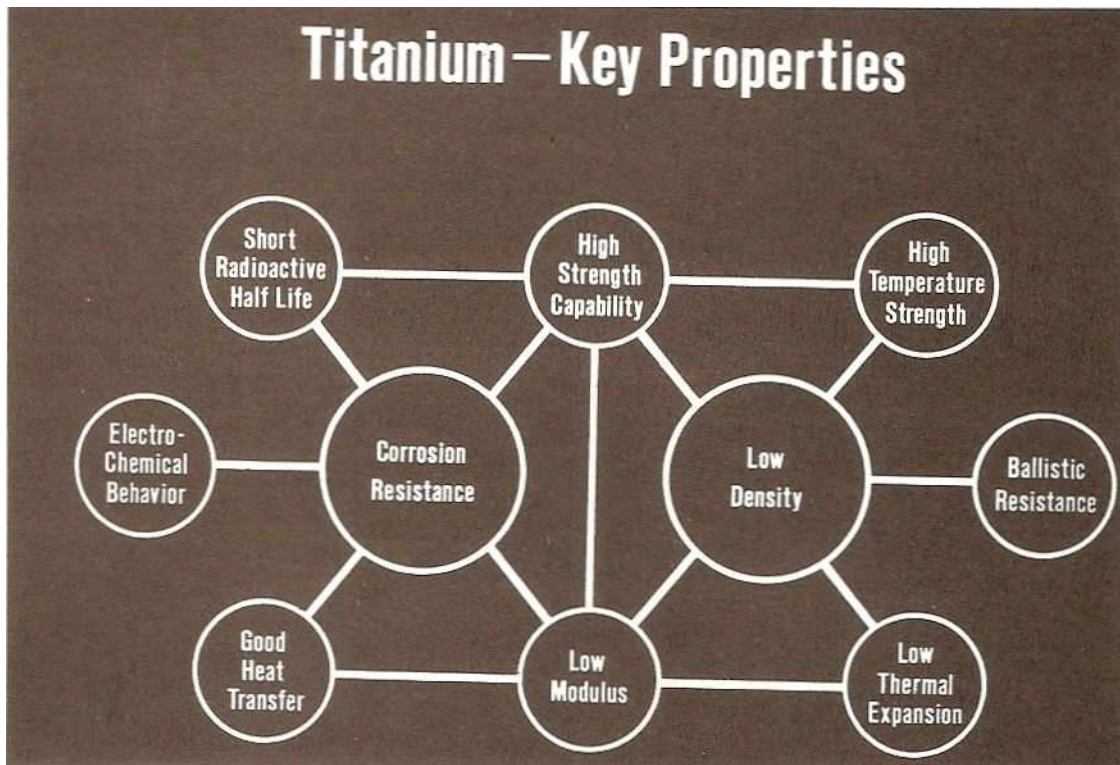 Titanium—Key Properties
Short
Radioactive
Half Life
High
Strength
Capability
High
Temperature
Strength
Electro-
Chemical
Behavior
Corrosion
Resistance
Low
Density
Ballistic
Resistance
Good
Heat
Transfer
Low
Modulus
Low
Thermal
Expansion